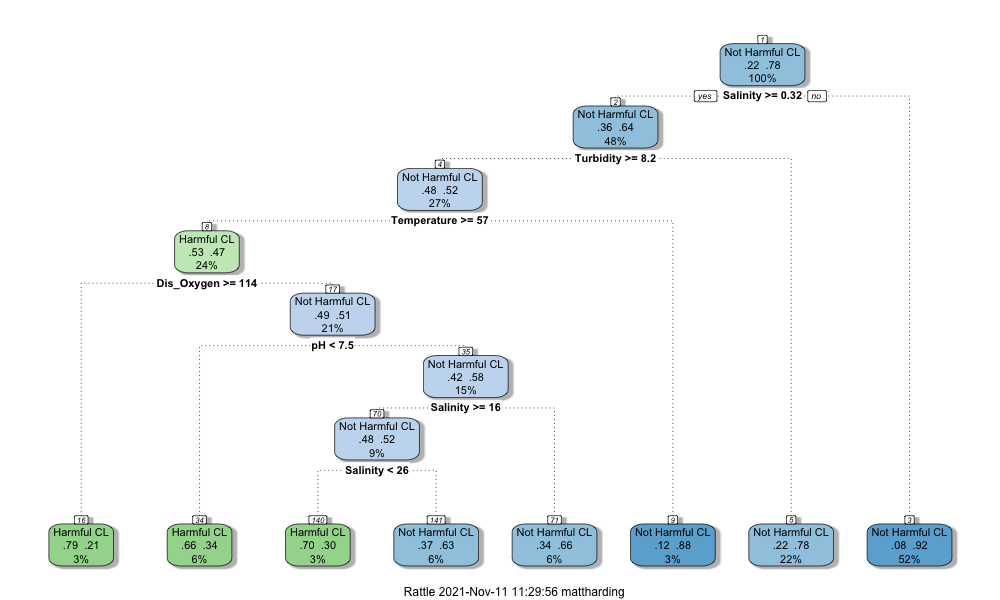 1
Not Harmful CL
.22 .78
100%
yes Salinity >= 0.32 no
2
Not Harmful CL
.36 .64
48%
Turbidity >= 8.2
4
Not Harmful CL
.48 .52
27%
Temperature >= 57
8
Harmful CL
.53 .47
24%
Dis_Oxygen >= 114
17
Not Harmful CL
.49 .51
21%
pH < 7.5
35
Not Harmful CL
.42 .58
15%
Salinity >= 16
70
Not Harmful CL
.48 .52
9%
Salinity < 26
16
Harmful CL
.79 .21
3%
34
Harmful CL
.66 .34
6%
140
Harmful CL
.70 .30
3%
141
Not Harmful CL
.37 .63
6%
71
Not Harmful CL
.34 .66
6%
9
Not Harmful CL
.12 .88
3%
5
Not Harmful CL
.22 .78
22%
3
Not Harmful CL
.08 .92
52%
Rattle 2021-Nov-11 11:29:56 mattharding